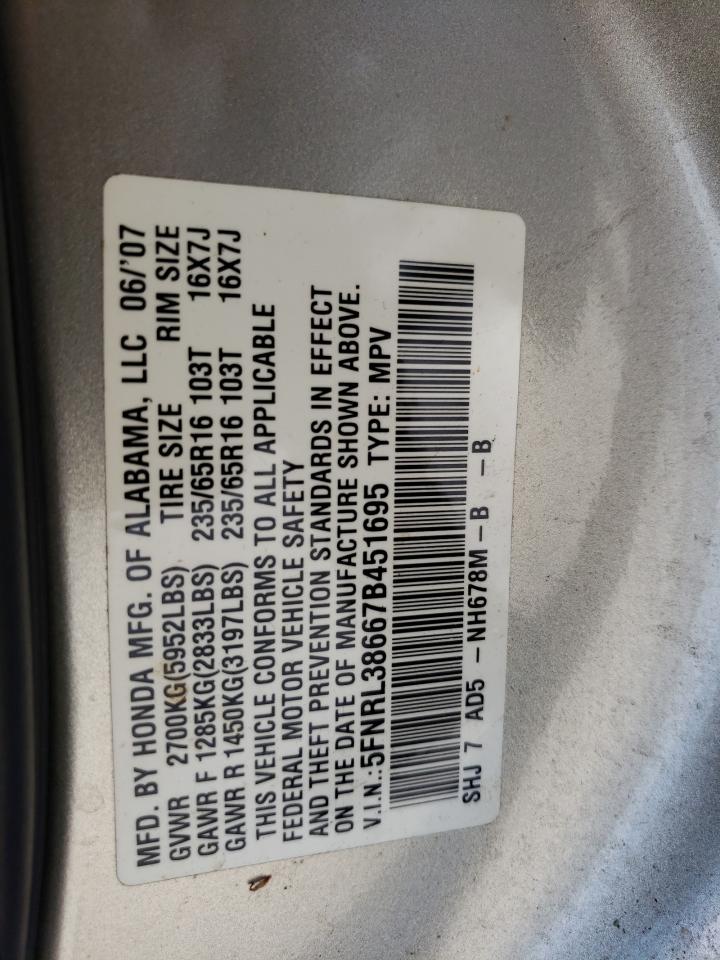 MFD. BY HONDA MFG. OF ALABAMA, LLC 06/'07
GVWR 2700KG(5952LBS) TIRE SIZE RIM SIZE
GAWR F 1285KG(2833LBS) 235/65R16 103T 16X7J
GAWR R 1450KG(3197LBS) 235/65R16 103T 16X7J
THIS VEHICLE CONFORMS TO ALL APPLICABLE
FEDERAL MOTOR VEHICLE SAFETY
AND THEFT PREVENTION STANDARDS IN EFFECT
ON THE DATE OF MANUFACTURE SHOWN ABOVE.
V.I.N.:5FNRL38667B451695 TYPE: MPV
SHJ 7 AD5 -NH678M-B -B